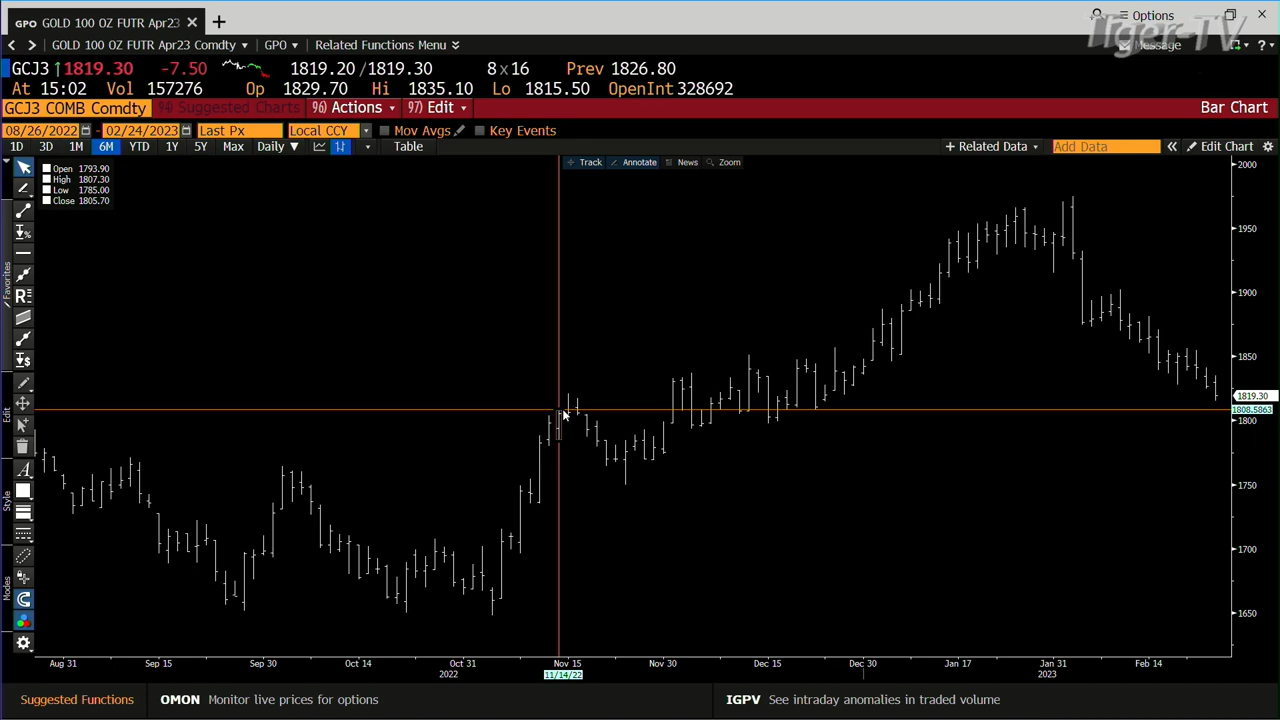 GPO GOLD 100 OZ FUTR Apr23
Options
Tiger-TV
GOLD 100 OZ FUTR Apr23 Comdty GPO Related Functions Menu
Message
GCJ3 ↑1819.30 -7.50 1819.20/1819.30 8x16 Prev 1826.80
At 15:02 Vol 157276 Op 1829.70 Hi 1835.10 Lo 1815.50 OpenInt 328692
GCJ3 COMB Comdty 94) Suggested Charts 96) Actions 97) Edit Bar Chart
08/26/2022 02/24/2023 Last Px Local CCY Mov Avgs Key Events
1D 3D 1M 6M YTD 1Y 5Y Max Daily ▼ Table + Related Data Add Data « Edit Chart
Track Annotate News Zoom
Open 1793.90
High 1807.30
Low 1785.00
Close 1805.70
2000
1950
1900
1850
1819.30
1808.5863
1800
1750
1700
1650
Favorites
Edit
Style
Modes
Aug 31 Sep 15 Sep 30 Oct 14 Oct 31 Nov 15 Nov 30 Dec 15 Dec 30 Jan 17 Jan 31 Feb 14
2022 11/14/22 2023
Suggested Functions OMON Monitor live prices for options IGPV See intraday anomalies in traded volume